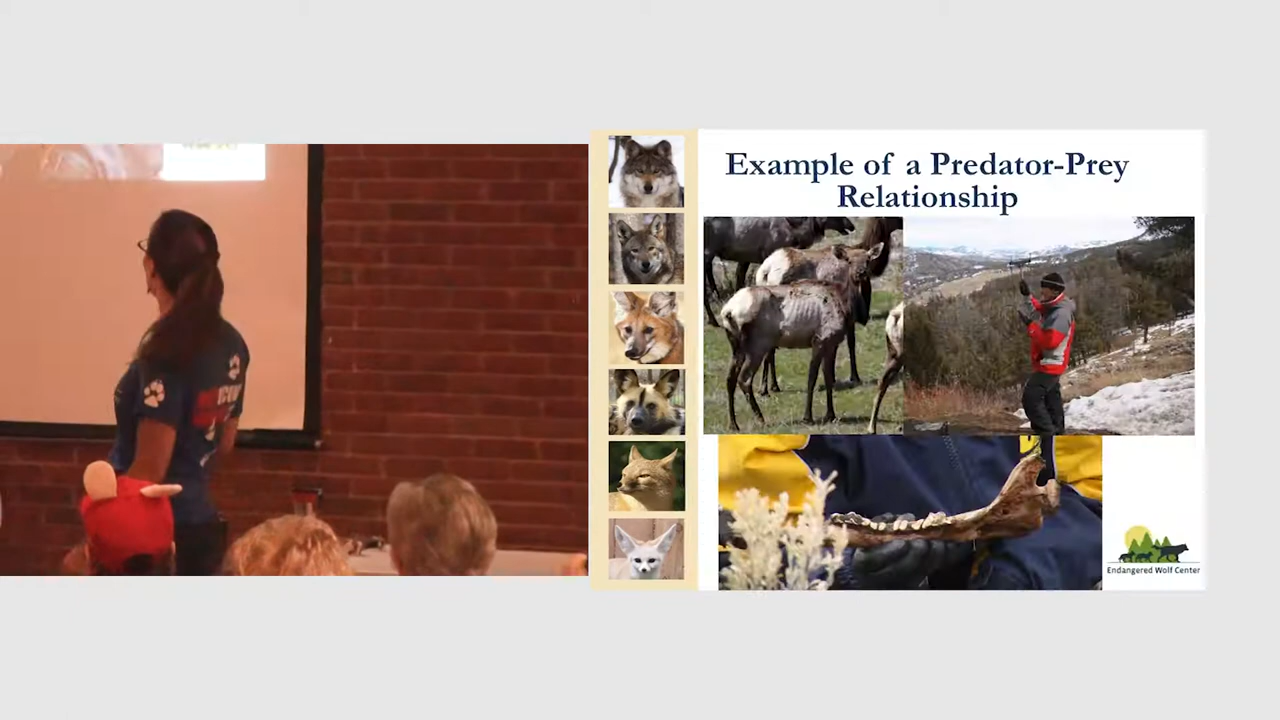 Example of a Predator-Prey
Relationship
Endangered Wolf Center